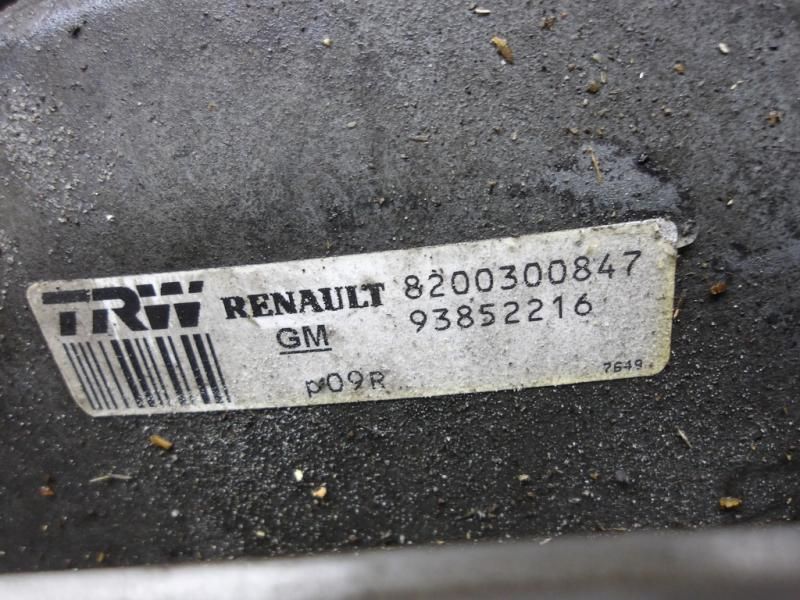 TRW RENAULT 8200300847
GM 93852216
p09R 7649